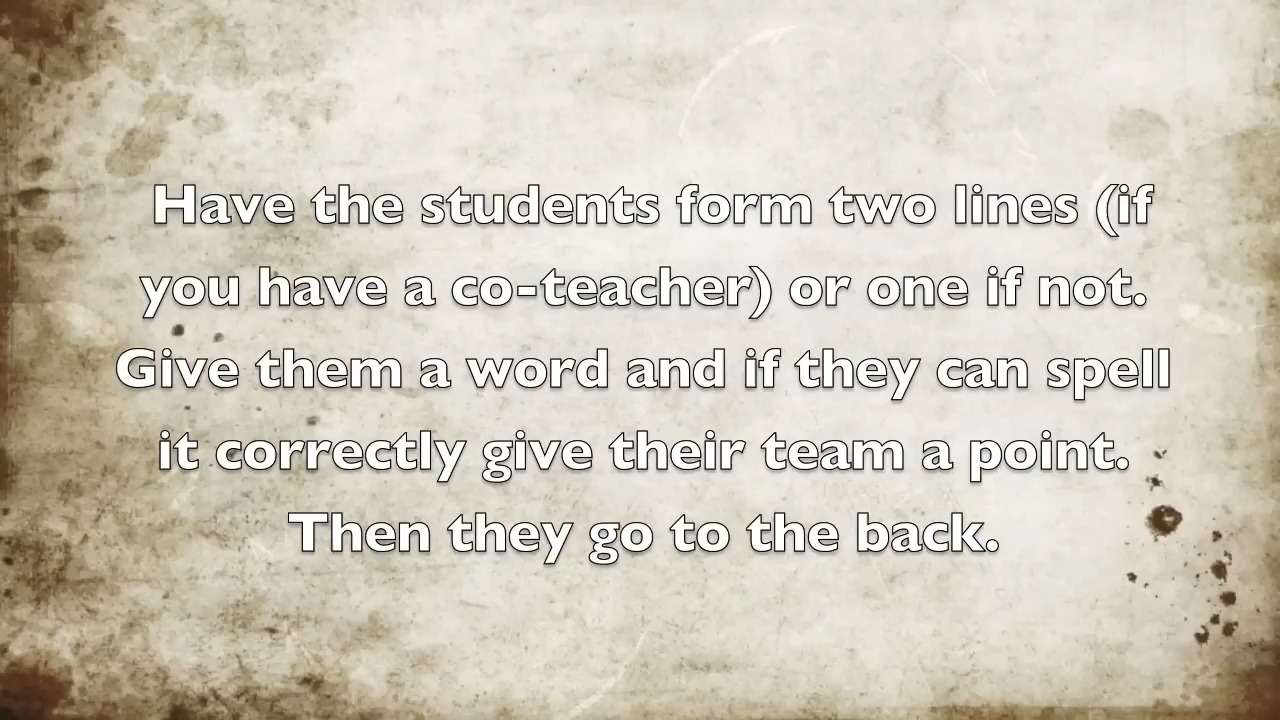 Have the students form two lines (if
you have a co-teacher) or one if not.
Give them a word and if they can spell
it correctly give their team a point.
Then they go to the back.